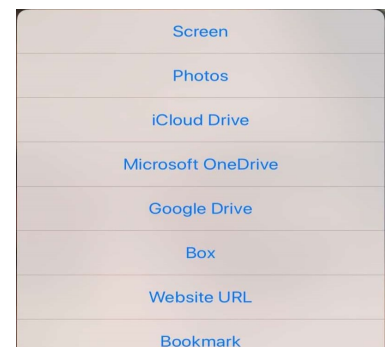 Screen
Photos
iCloud Drive
Microsoft OneDrive
Google Drive
Box
Website URL
Bookmark